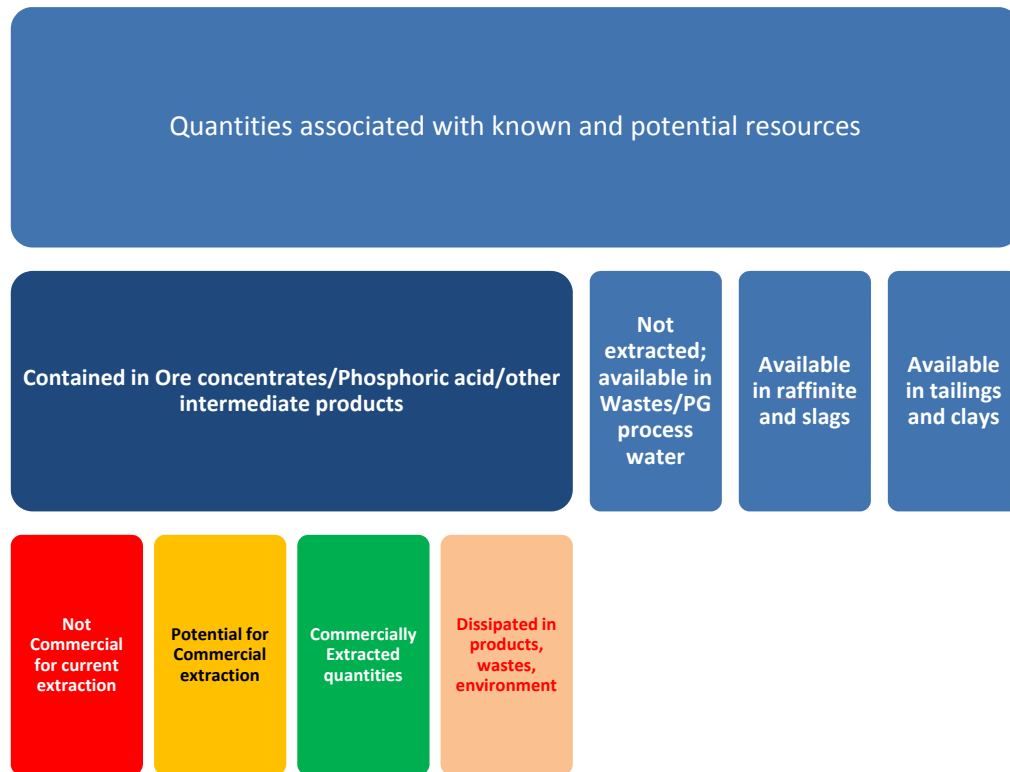 Quantities associated with known and potential resources
Contained in Ore concentrates/Phosphoric acid/other
intermediate products
Not
extracted;
available in
Wastes/PG
process
water
Available
in raffinite
and slags
Available
in tailings
and clays
Not
Commercial
for current
extraction
Potential for
Commercial
extraction
Commercially
Extracted
quantities
Dissipated in
products,
wastes,
environment